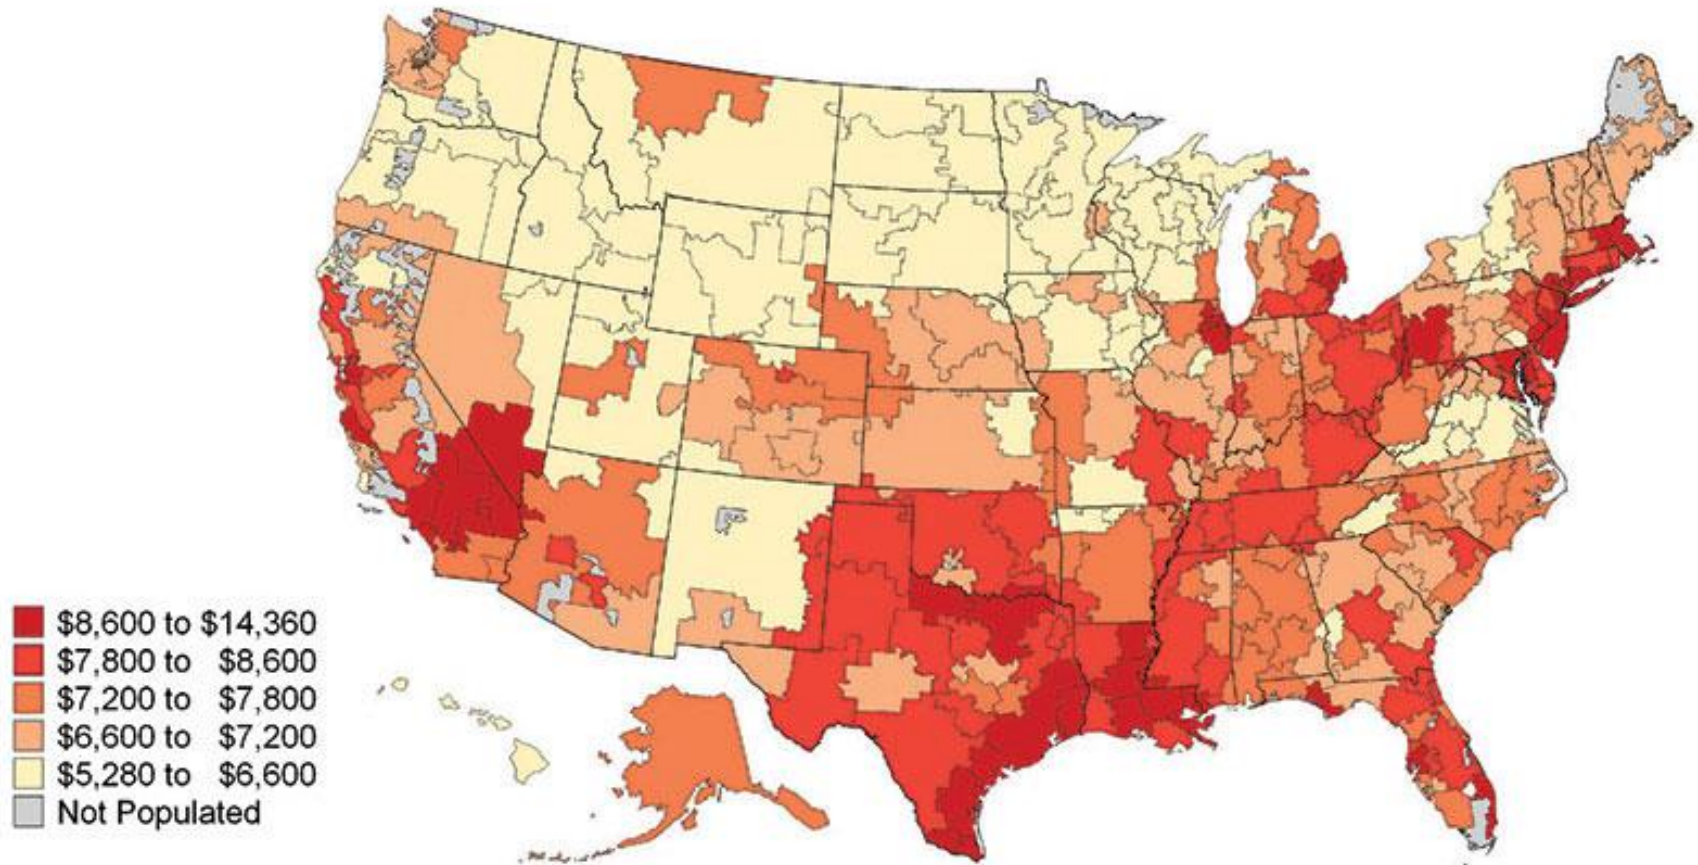 $8,600 to $14,360
$7,800 to $8,600
$7,200 to $7,800
$6,600 to $7,200
$5,280 to $6,600
Not Populated